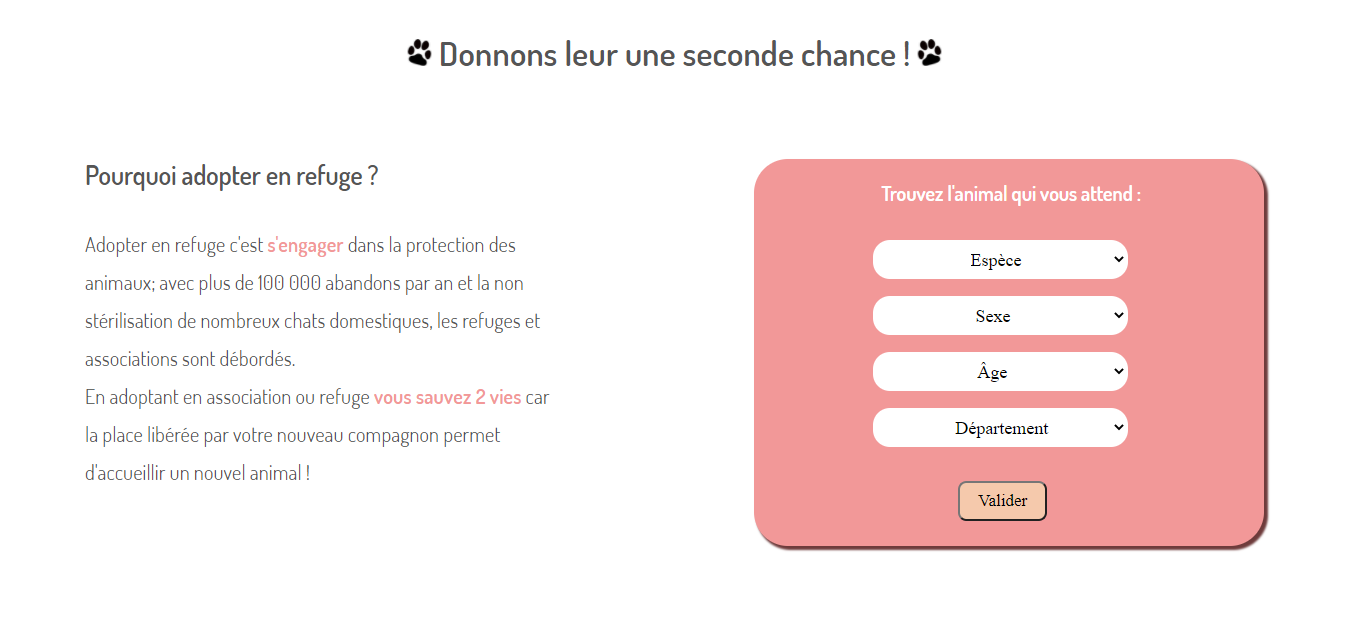 Donnons leur une seconde chance !
Pourquoi adopter en refuge ?
Adopter en refuge c'est s'engager dans la protection des
animaux; avec plus de 100 000 abandons par an et la non
stérilisation de nombreux chats domestiques, les refuges et
associations sont débordés.
En adoptant en association ou refuge vous sauvez 2 vies car
la place libérée par votre nouveau compagnon permet
d'accueillir un nouvel animal !
Trouvez l'animal qui vous attend :
Espèce
Sexe
Âge
Département
Valider